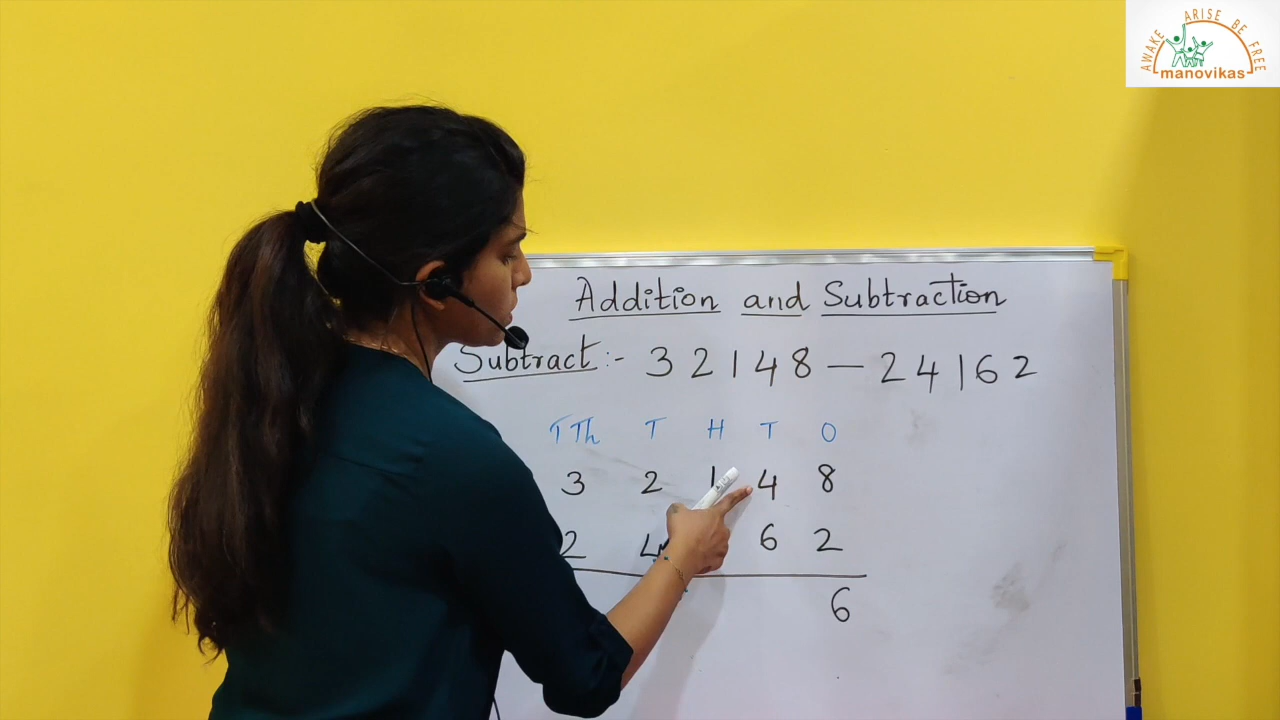 AWAKE ARISE BE FREE
manovikas
Addition and Subtraction
Subtract:- 32148 — 24162
TTh T H T O
3 2 1 4 8
2 4 6 2
6